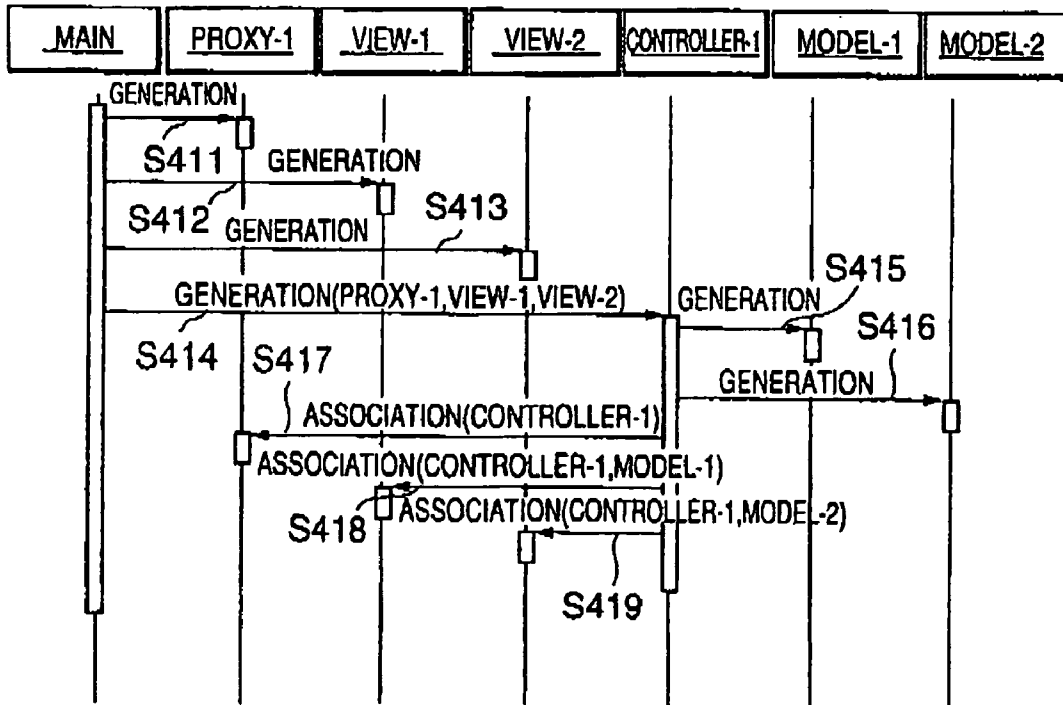 MAIN
PROXY-1
VIEW-1
VIEW-2
CONTROLLER-1
MODEL-1
MODEL-2
GENERATION
S411
GENERATION
S412
S413
GENERATION
S415
GENERATION(PROXY-1,VIEW-1,VIEW-2)
GENERATION
S414
S416
S417
GENERATION
ASSOCIATION(CONTROLLER-1)
ASSOCIATION(CONTROLLER-1,MODEL-1)
S418
ASSOCIATION(CONTROLLER-1,MODEL-2)
S419